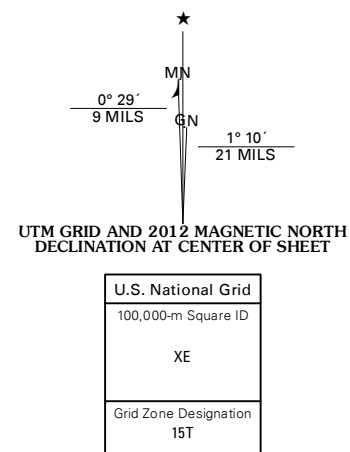 ★
MN
0° 29´
9 MILS
GN
1° 10´
21 MILS
UTM GRID AND 2012 MAGNETIC NORTH
DECLINATION AT CENTER OF SHEET
U.S. National Grid
100,000-m Square ID
XE
Grid Zone Designation
15T